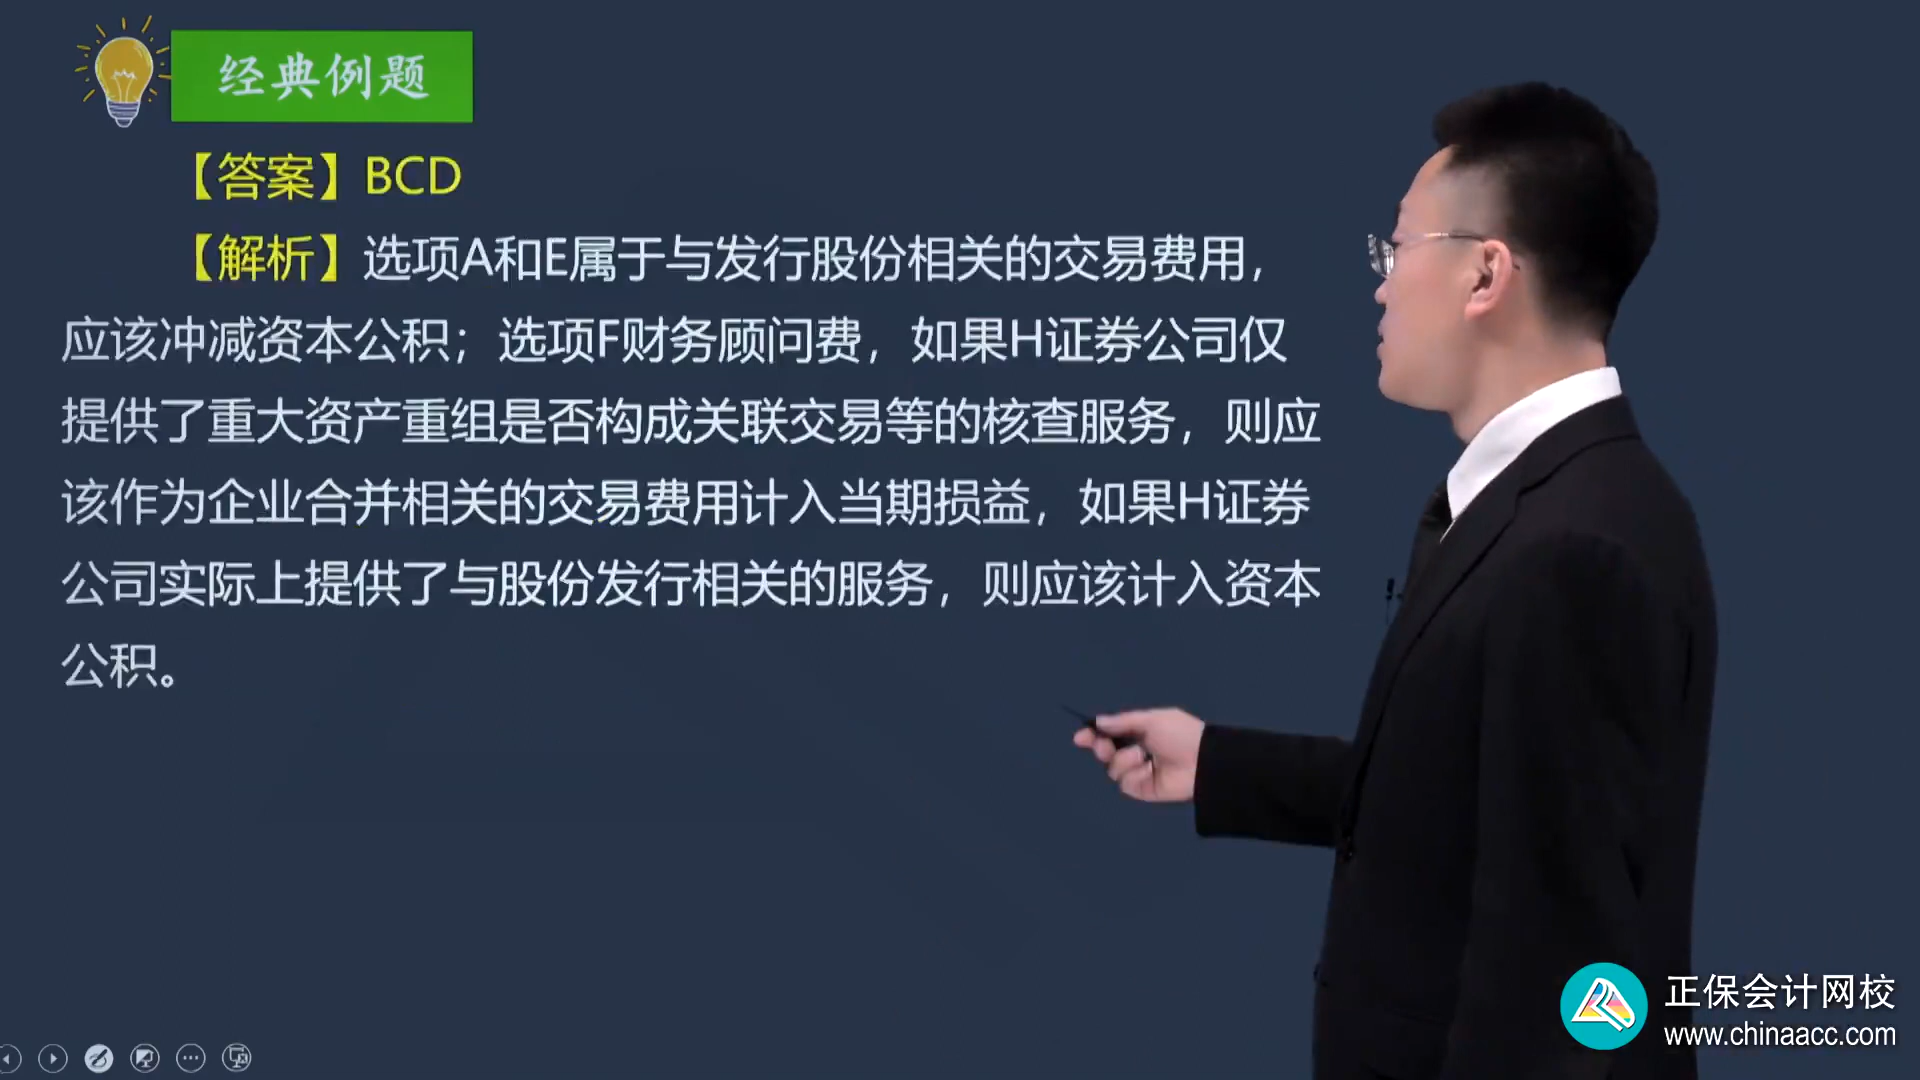 经典例题
【答案】BCD
【解析】选项A和E属于与发行股份相关的交易费用，
应该冲减资本公积；选项F财务顾问费，如果H证券公司仅
提供了重大资产重组是否构成关联交易等的核查服务，则应
该作为企业合并相关的交易费用计入当期损益，如果H证券
公司实际上提供了与股份发行相关的服务，则应该计入资本
公积。
正保会计网校
www.chinaacc.com